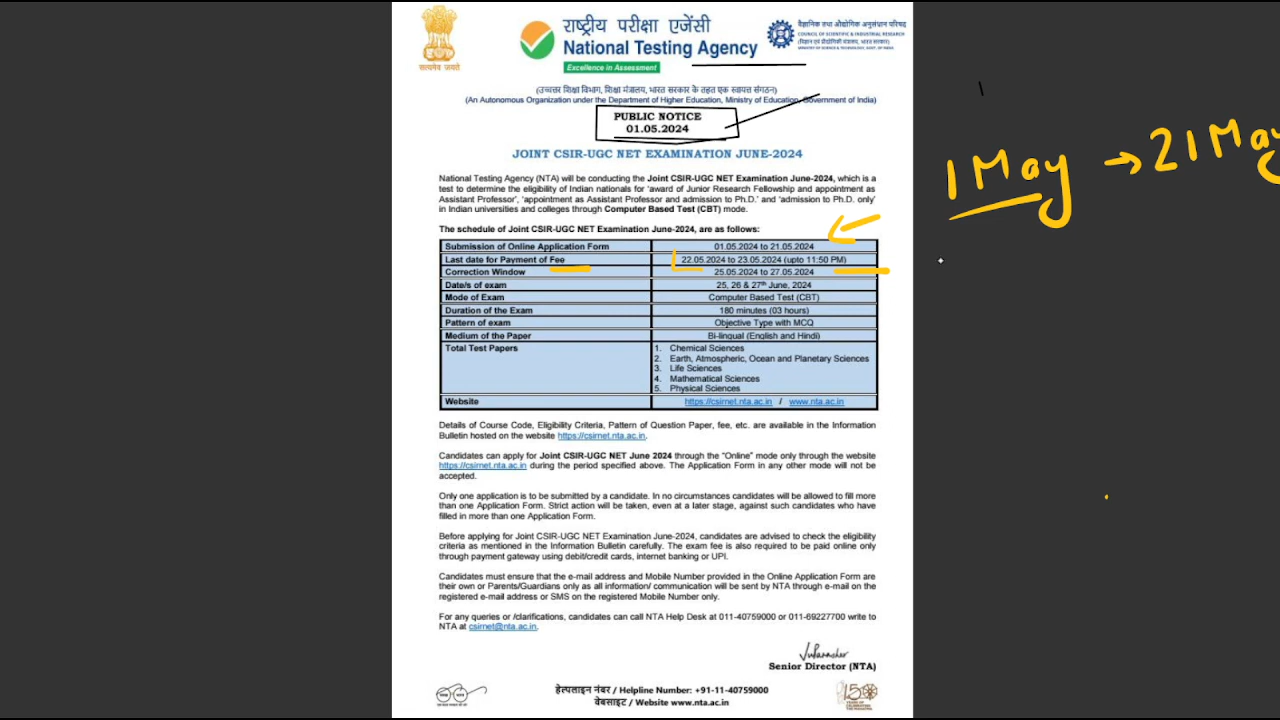 राष्ट्रीय परीक्षा एजेंसी
National Testing Agency
Excellence in Assessment
सत्यमेव जयते
वैज्ञानिक तथा औद्योगिक अनुसंधान परिषद
COUNCIL OF SCIENTIFIC & INDUSTRIAL RESEARCH
(विज्ञान एवं प्रौद्योगिकी मंत्रालय, भारत सरकार)
MINISTRY OF SCIENCE & TECHNOLOGY, GOVT. OF INDIA
(उच्चतर शिक्षा विभाग, शिक्षा मंत्रालय, भारत सरकार के तहत एक स्वायत्त संगठन)
(An Autonomous Organization under the Department of Higher Education, Ministry of Education, Government of India)
PUBLIC NOTICE
01.05.2024
JOINT CSIR-UGC NET EXAMINATION JUNE-2024
1 May → 21 May
National Testing Agency (NTA) will be conducting the Joint CSIR-UGC NET Examination June-2024, which is a
test to determine the eligibility of Indian nationals for 'award of Junior Research Fellowship and appointment as
Assistant Professor', 'appointment as Assistant Professor and admission to Ph.D.' and 'admission to Ph.D. only'
in Indian universities and colleges through Computer Based Test (CBT) mode.
The schedule of Joint CSIR-UGC NET Examination June-2024, are as follows:
Submission of Online Application Form 01.05.2024 to 21.05.2024
Last date for Payment of Fee 22.05.2024 to 23.05.2024 (upto 11:50 PM)
Correction Window 25.05.2024 to 27.05.2024
Date/s of exam 25, 26 & 27th June, 2024
Mode of Exam Computer Based Test (CBT)
Duration of the Exam 180 minutes (03 hours)
Pattern of exam Objective Type with MCQ
Medium of the Paper Bi-lingual (English and Hindi)
Total Test Papers 1. Chemical Sciences
2. Earth, Atmospheric, Ocean and Planetary Sciences
3. Life Sciences
4. Mathematical Sciences
5. Physical Sciences
Website https://csirnet.nta.ac.in / www.nta.ac.in
Details of Course Code, Eligibility Criteria, Pattern of Question Paper, fee, etc. are available in the Information
Bulletin hosted on the website https://csirnet.nta.ac.in.
Candidates can apply for Joint CSIR-UGC NET June 2024 through the "Online" mode only through the website
https://csirnet.nta.ac.in during the period specified above. The Application Form in any other mode will not be
accepted.
Only one application is to be submitted by a candidate. In no circumstances candidates will be allowed to fill more
than one Application Form. Strict action will be taken, even at a later stage, against such candidates who have
filled in more than one Application Form.
Before applying for Joint CSIR-UGC NET Examination June-2024, candidates are advised to check the eligibility
criteria as mentioned in the Information Bulletin carefully. The exam fee is also required to be paid online only
through payment gateway using debit/credit cards, internet banking or UPI.
Candidates must ensure that the e-mail address and Mobile Number provided in the Online Application Form are
their own or Parents/Guardians only as all information/ communication will be sent by NTA through e-mail on the
registered e-mail address or SMS on the registered Mobile Number only.
For any queries or /clarifications, candidates can call NTA Help Desk at 011-40759000 or 011-69227700 write to
NTA at csirnet@nta.ac.in.
Senior Director (NTA)
हेल्पलाइन नंबर / Helpline Number: +91-11-40759000
वेबसाइट / Website www.nta.ac.in